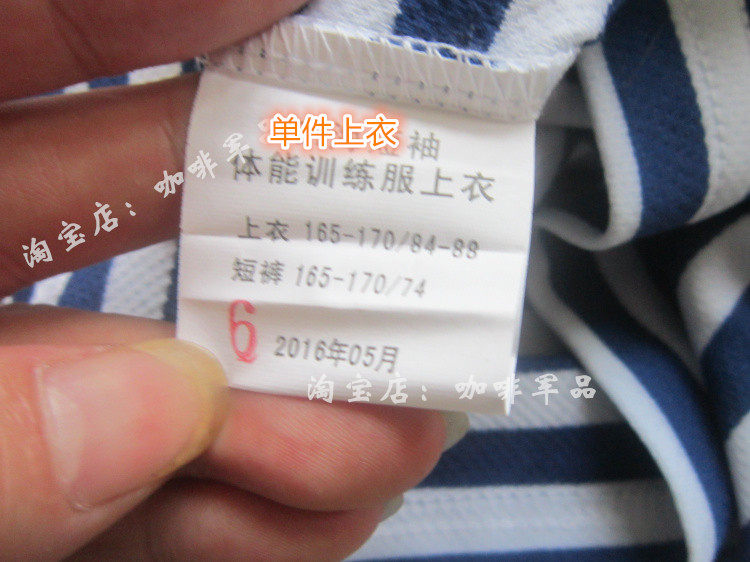 单件上衣
袖
体能训练服上衣
上衣 165-170/84-88
短裤 165-170/74
6 2016年05月
淘宝店：咖啡军
淘宝店：咖啡军品